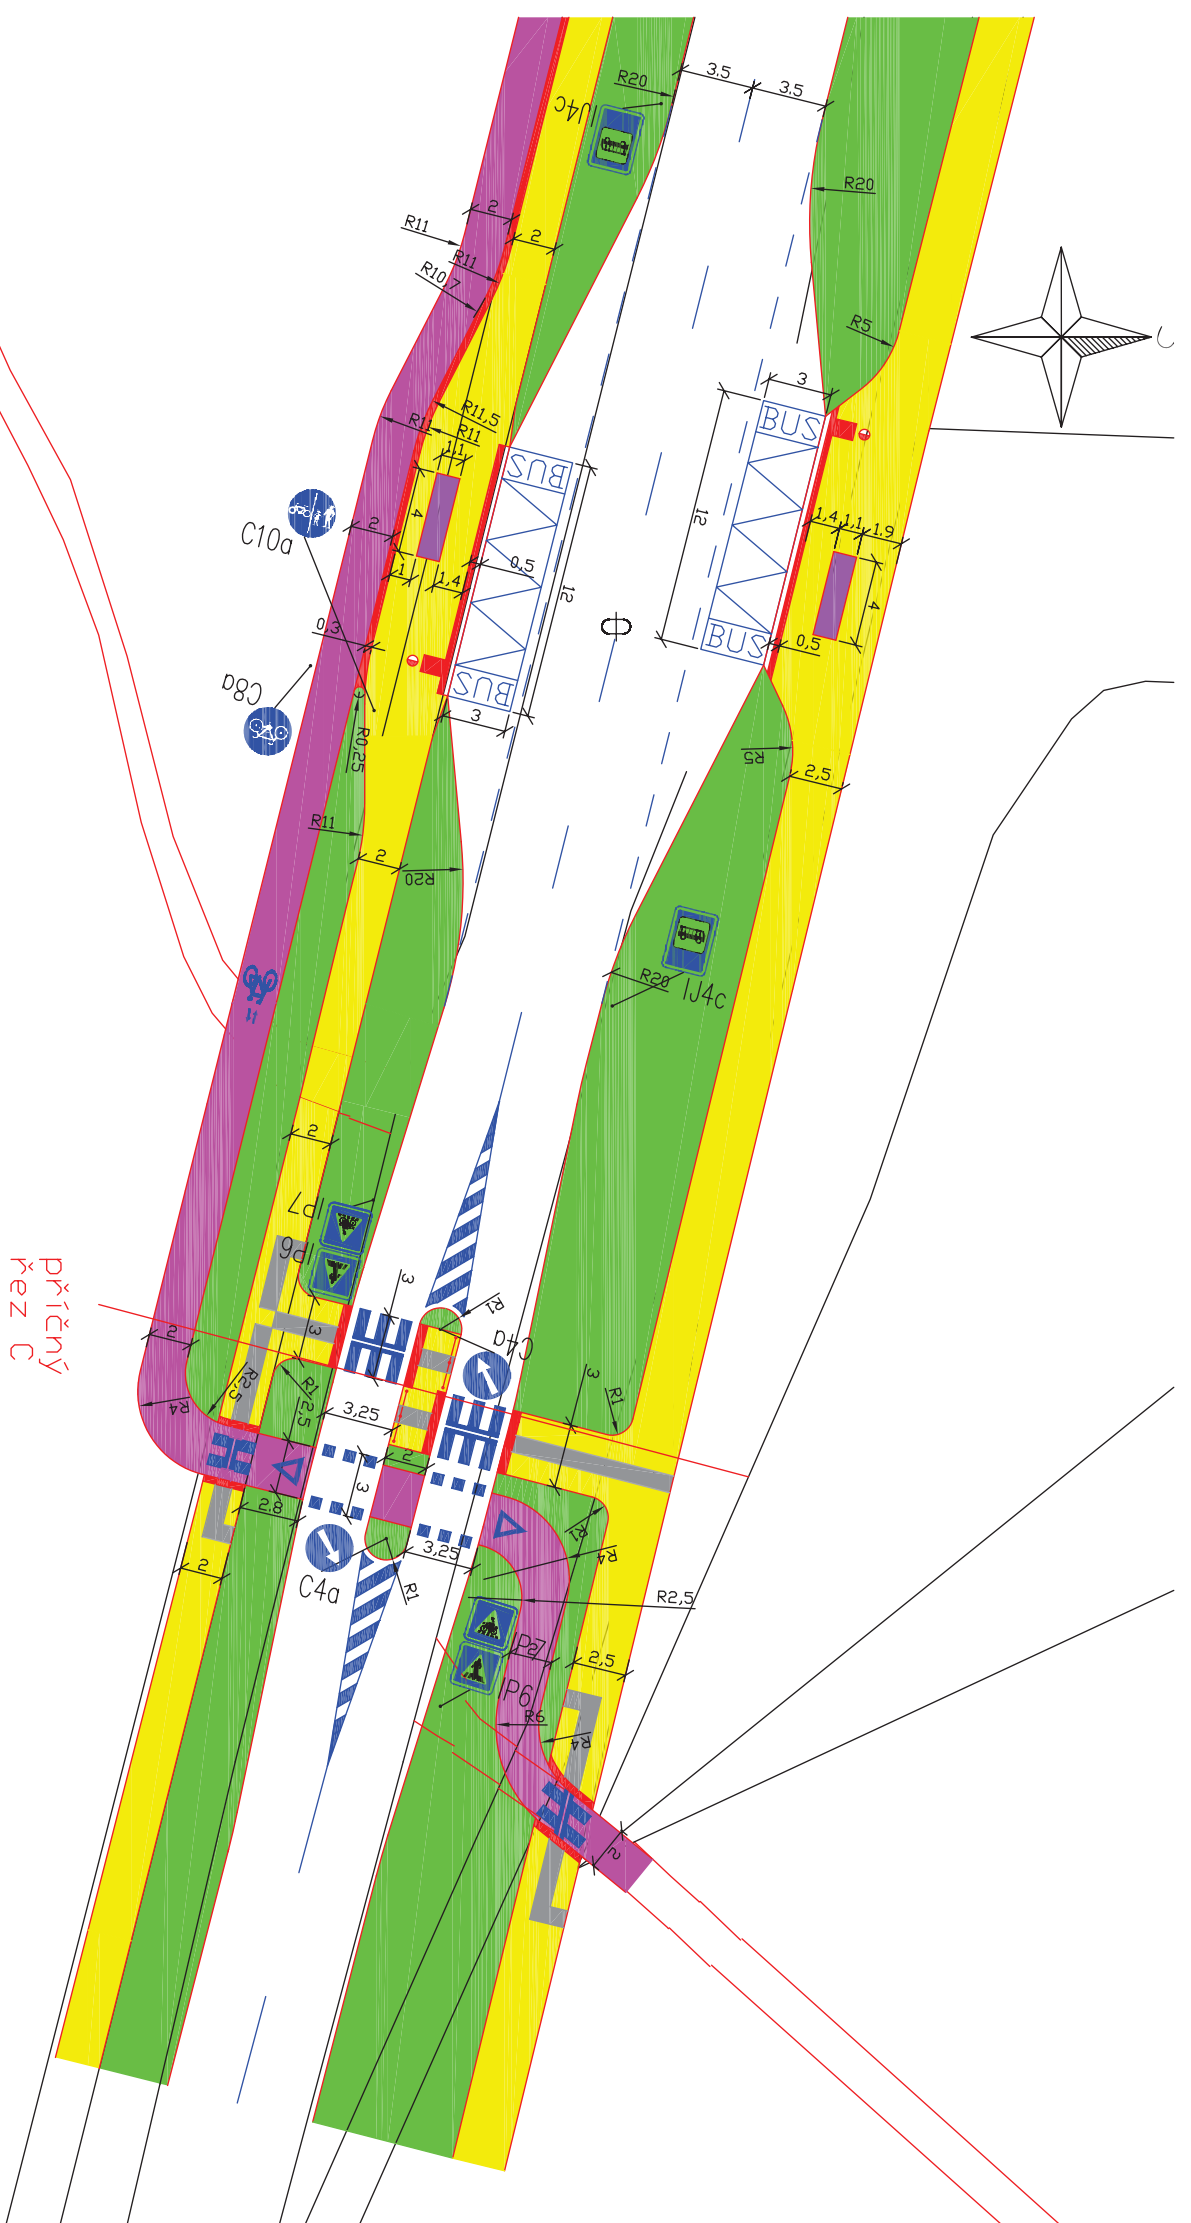 3.5
3.5
R20
IJ4c
R20
2
R11
2
R11
R10,7
R5
3
BUS
R11,5
R11
R11
1,1
BUS
4
12
1,4
1,1
1,9
C10a
2
0,5
12
1
1,4
4
0,3
BUS
0,5
C8a
BUS
3
R0,25
R5
2,5
R11
2
R20
R20
IJ4c
11
2
IP7
IP6
3
R1
příčný
řez C
3
C4a
2
R2,5
R1
3
R1
R4
2,5
3,25
2
3
2,8
3,25
R1
R4
2
C4a
R1
R2,5
IP7
2
2,5
IP6
R6
R4
2